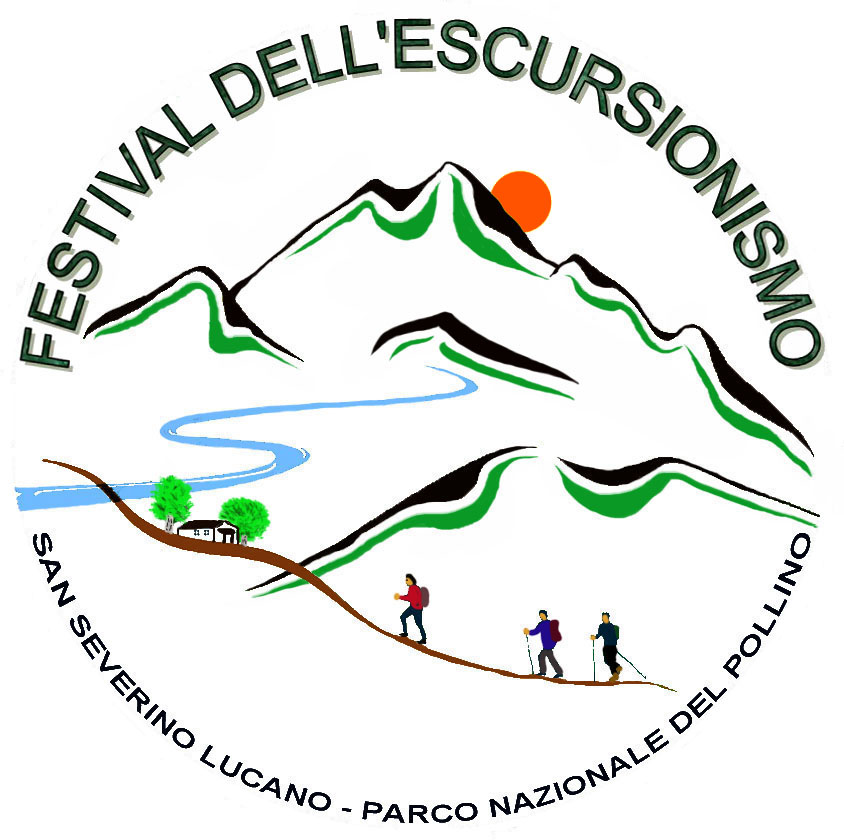 FESTIVAL DELL'ESCURSIONISMO
SAN SEVERINO LUCANO - PARCO NAZIONALE DEL POLLINO